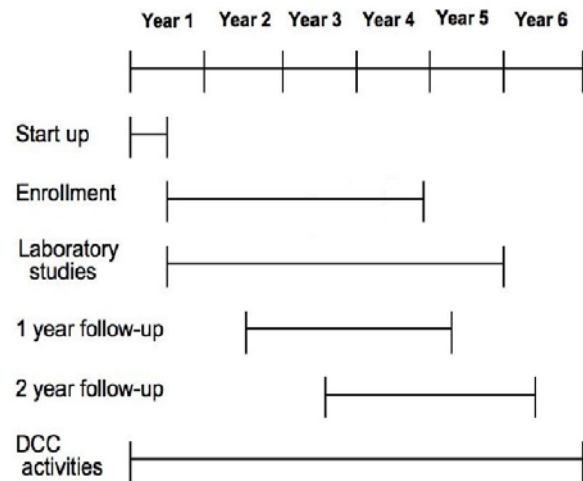 Year 1 Year 2 Year 3 Year 4 Year 5 Year 6
Start up
Enrollment
Laboratory
studies
1 year follow-up
2 year follow-up
DCC
activities